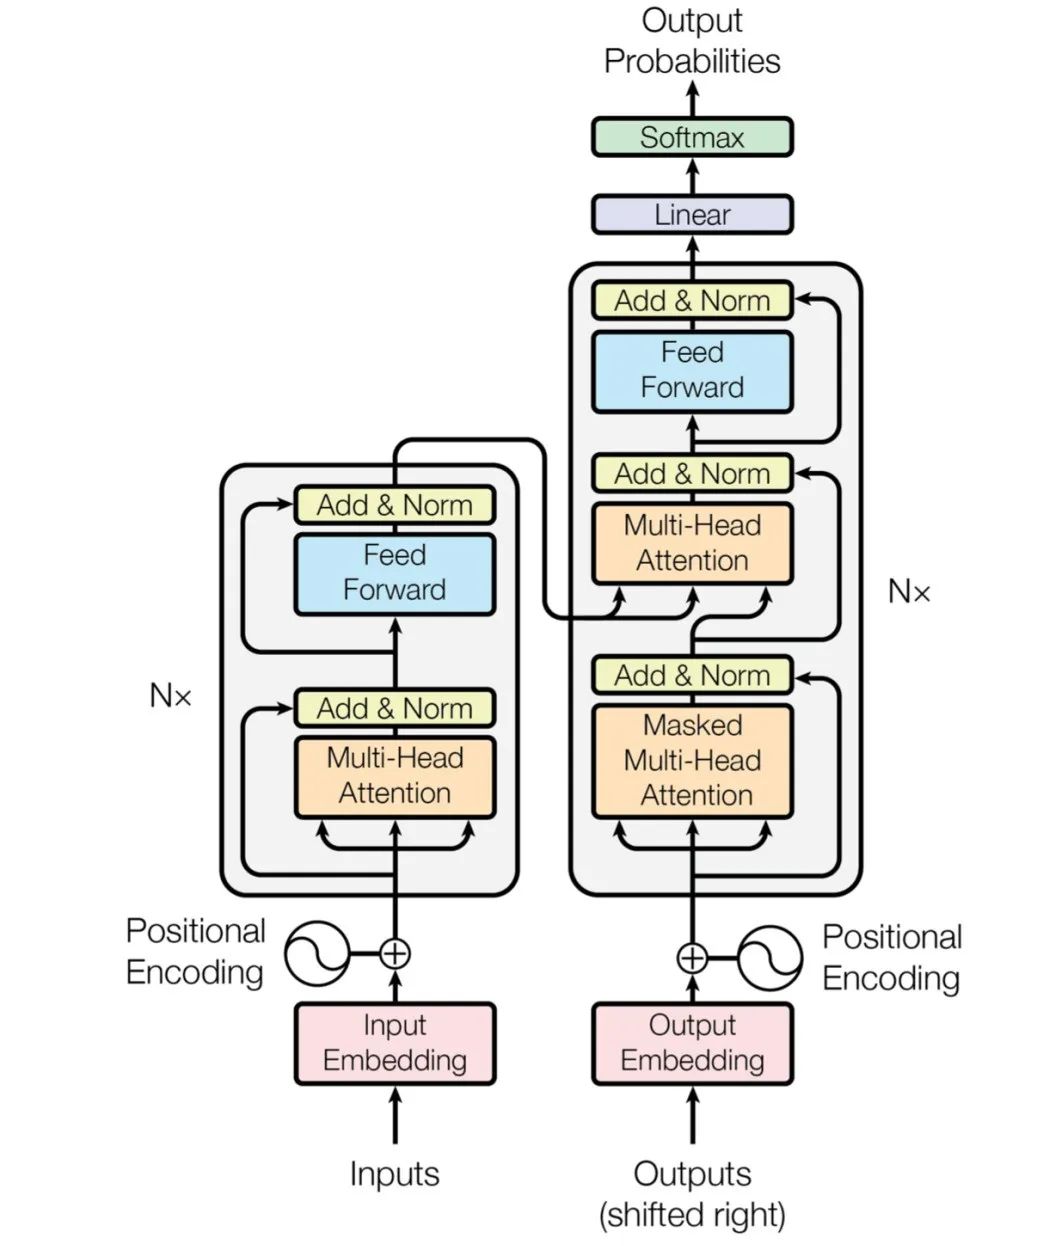 Output
Probabilities
Softmax
Linear
Add & Norm
Feed
Forward
Add & Norm
Multi-Head
Attention
Nx
Add & Norm
Masked
Multi-Head
Attention
Add & Norm
Feed
Forward
Nx
Add & Norm
Multi-Head
Attention
Positional
Encoding
Positional
Encoding
Input
Embedding
Output
Embedding
Inputs
Outputs
(shifted right)